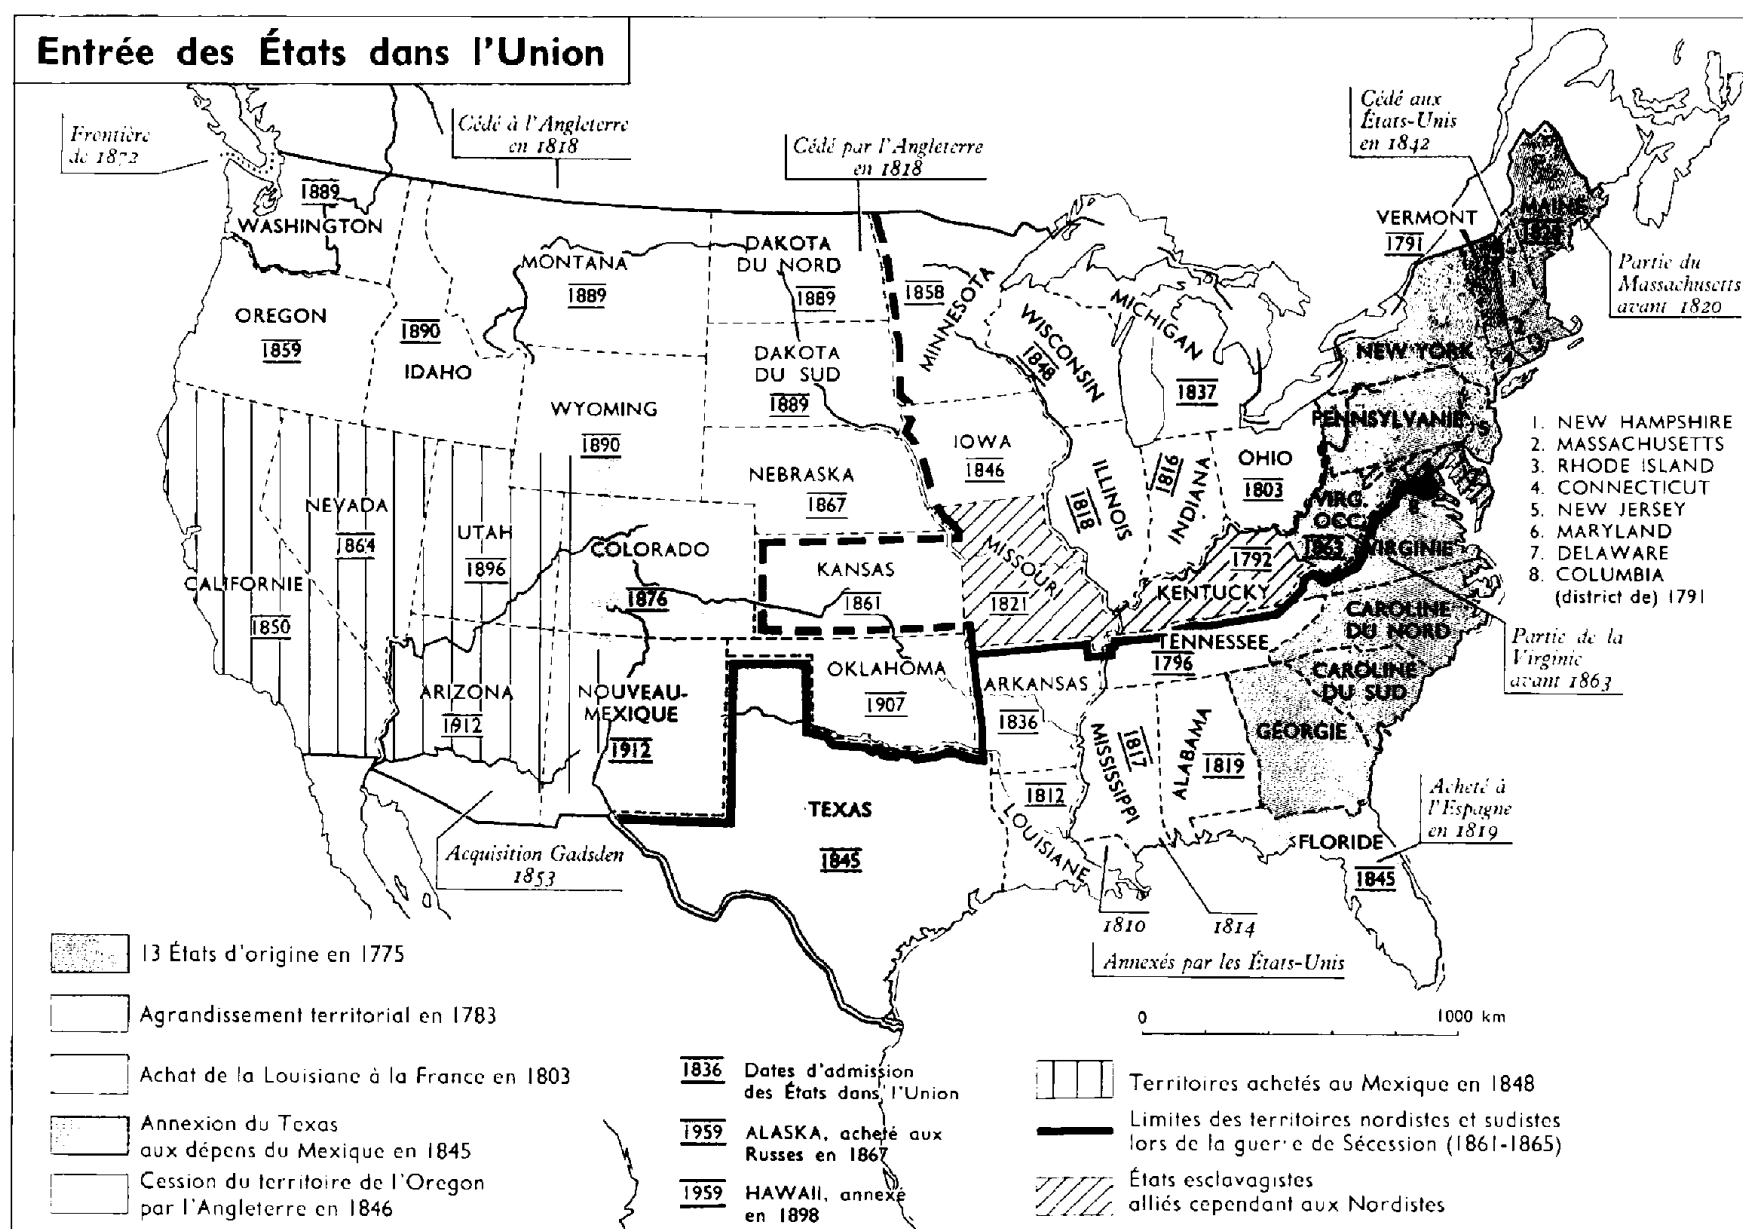 Entrée des États dans l'Union
Frontière
de 1872
Cédé à l'Angleterre
en 1818
Cédé par l'Angleterre
en 1818
Cédé aux
États-Unis
en 1842
Partie du
Massachusetts
avant 1820
1889
WASHINGTON
OREGON
1859
1890
IDAHO
MONTANA
1889
DAKOTA
DU NORD
1889
DAKOTA
DU SUD
1889
WYOMING
1890
NEBRASKA
1867
1858
MINNESOTA
WISCONSIN
1848
MICHIGAN
1837
IOWA
1846
ILLINOIS
1818
1816
INDIANA
OHIO
1803
VERMONT
1791
MAINE
1820
NEW YORK
PENNSYLVANIE
1
2
3
4
5
VIRG.
OCC.
1863
VIRGINIE
NEVADA
1864
UTAH
1896
COLORADO
1876
CALIFORNIE
1850
KANSAS
1861
MISSOURI
1821
1792
KENTUCKY
TENNESSEE
1796
CAROLINE
DU NORD
CAROLINE
DU SUD
GÉORGIE
ARIZONA
1912
NOUVEAU-
MEXIQUE
1912
OKLAHOMA
1907
ARKANSAS
1836
TEXAS
1845
1812
LOUISIANE
1817
MISSISSIPPI
ALABAMA
1819
FLORIDE
1845
1. NEW HAMPSHIRE
2. MASSACHUSETTS
3. RHODE ISLAND
4. CONNECTICUT
5. NEW JERSEY
6. MARYLAND
7. DELAWARE
8. COLUMBIA
(district de) 1791
Partie de la
Virginie
avant 1863
Acheté à
l'Espagne
en 1819
Acquisition Gadsden
1853
1810
1814
Annexés par les États-Unis
0
1000 km
13 États d'origine en 1775
Agrandissement territorial en 1783
Achat de la Louisiane à la France en 1803
Annexion du Texas
aux dépens du Mexique en 1845
Cession du territoire de l'Oregon
par l'Angleterre en 1846
1836
Dates d'admission
des États dans l'Union
1959
ALASKA, acheté aux
Russes en 1867
1959
HAWAII, annexé
en 1898
Territoires achetés au Mexique en 1848
Limites des territoires nordistes et sudistes
lors de la guerre de Sécession (1861-1865)
États esclavagistes
alliés cependant aux Nordistes